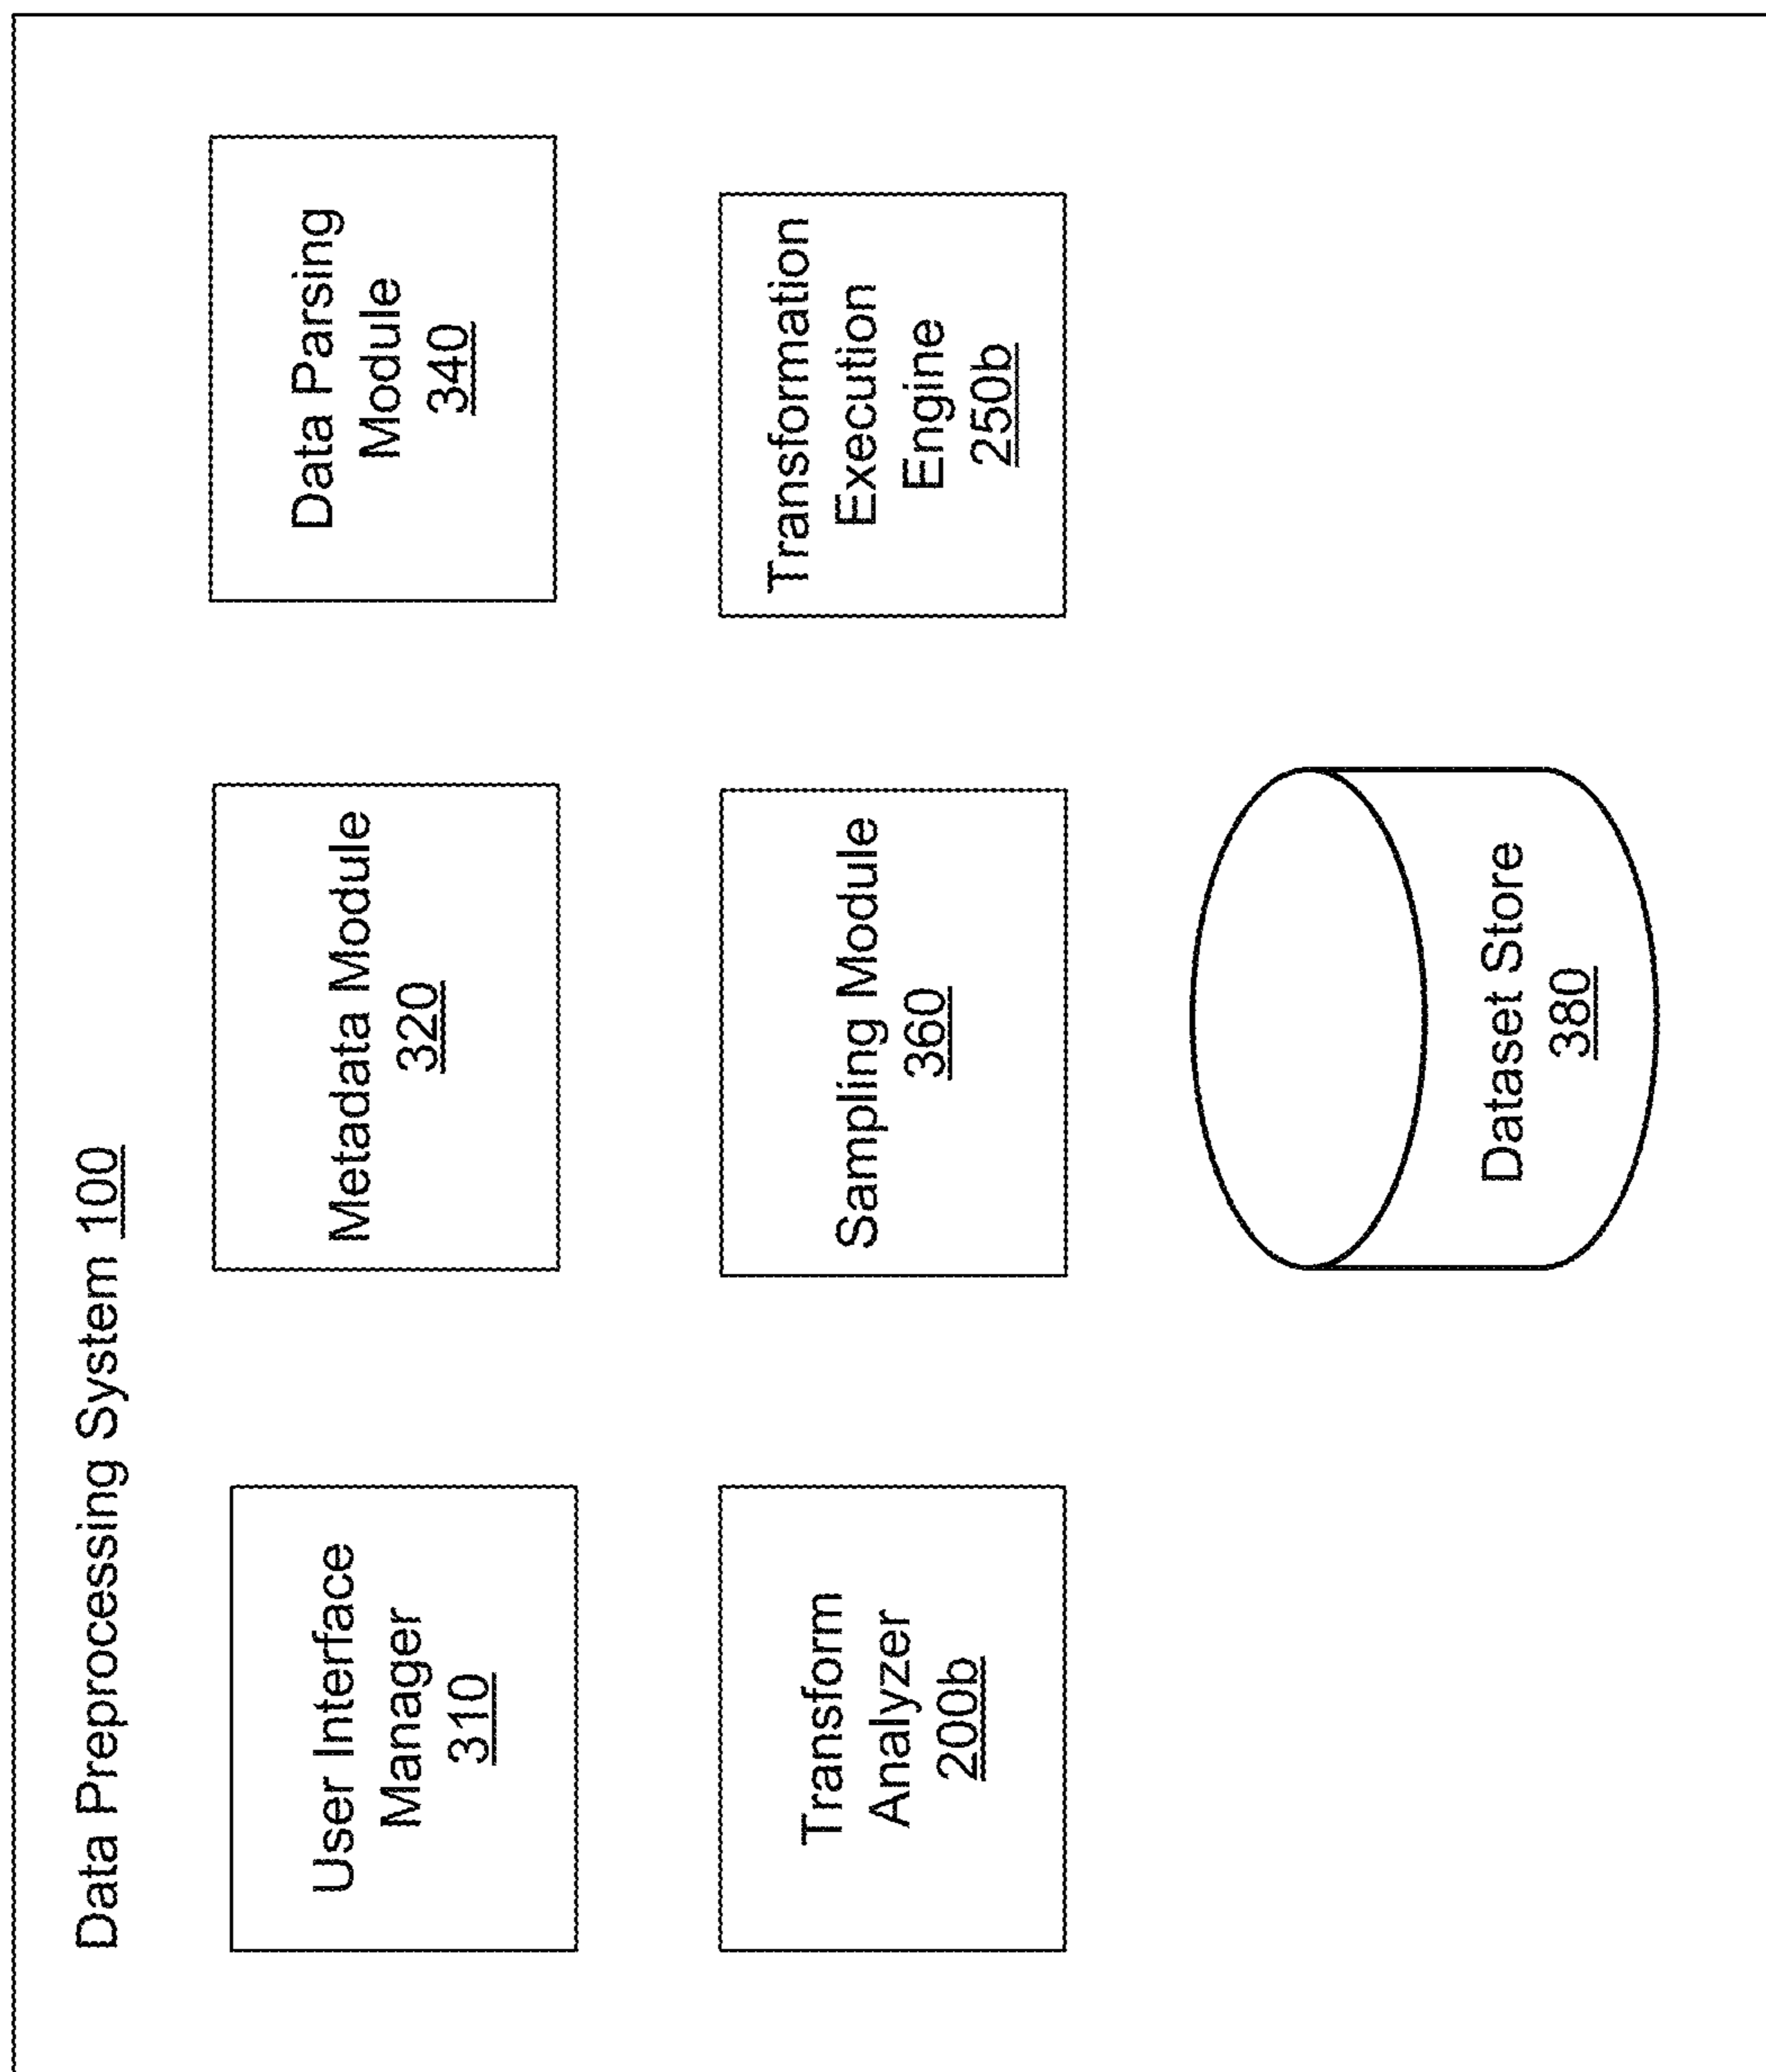 Data Preprocessing System 100
User Interface
Manager
310
Metadata Module
320
Data Parsing
Module
340
Transform
Analyzer
200b
Sampling Module
360
Transformation
Execution
Engine
250b
Dataset Store
380